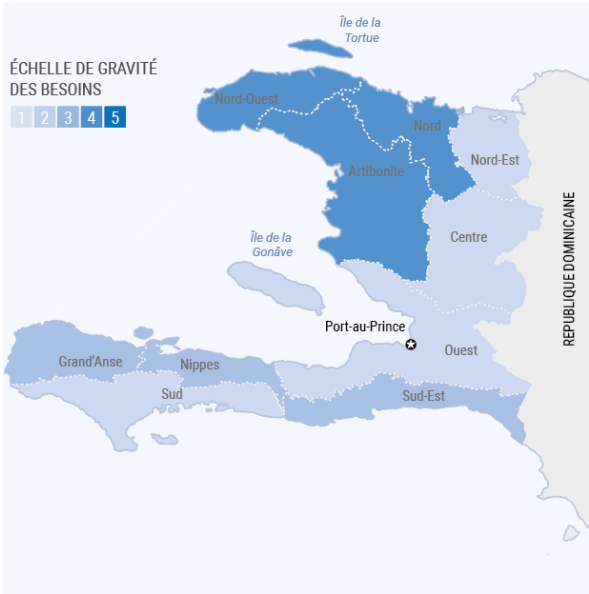 Île de la
Tortue
ÉCHELLE DE GRAVITÉ
DES BESOINS
1 2 3 4 5
Nord-Ouest
Nord
Nord-Est
Artibonite
Centre
Île de la
Gonâve
REPUBLIQUE DOMINICAINE
Port-au-Prince
Ouest
Grand'Anse
Nippes
Sud
Sud-Est